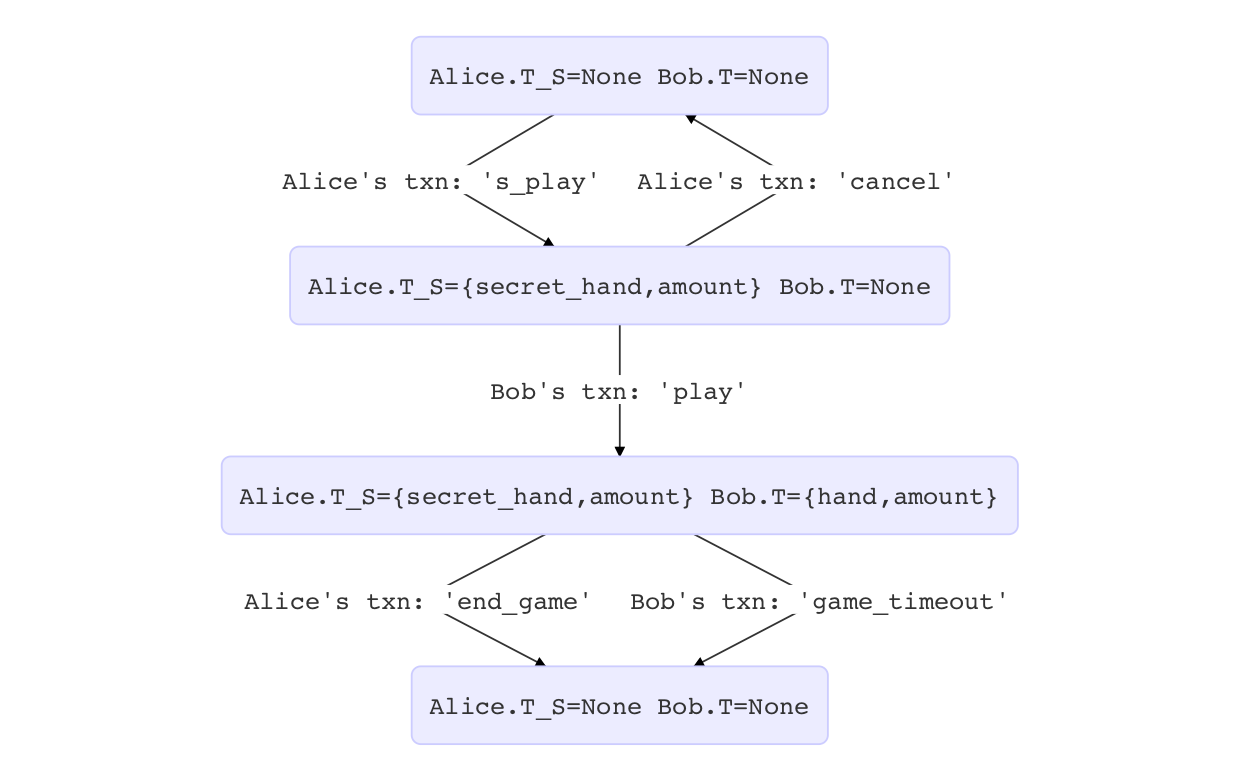 Alice.T_S=None Bob.T=None
Alice's txn: 's_play'
Alice's txn: 'cancel'
Alice.T_S={secret_hand,amount} Bob.T=None
Bob's txn: 'play'
Alice.T_S={secret_hand,amount} Bob.T={hand,amount}
Alice's txn: 'end_game'
Bob's txn: 'game_timeout'
Alice.T_S=None Bob.T=None